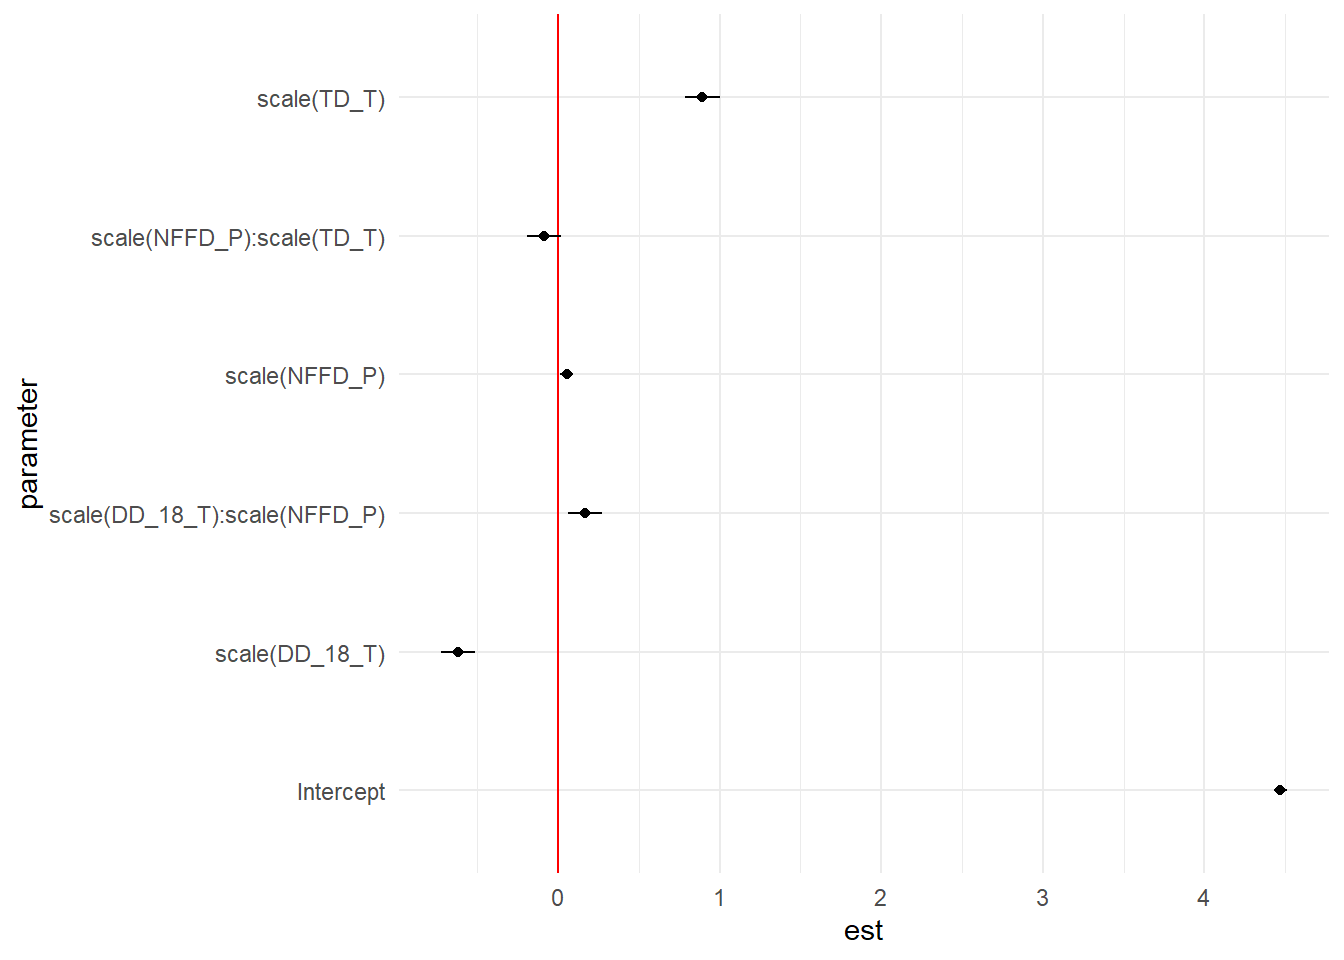 scale(TD_T)
scale(NFFD_P):scale(TD_T)
scale(NFFD_P)
parameter
scale(DD_18_T):scale(NFFD_P)
scale(DD_18_T)
Intercept
0 1 2 3 4
est